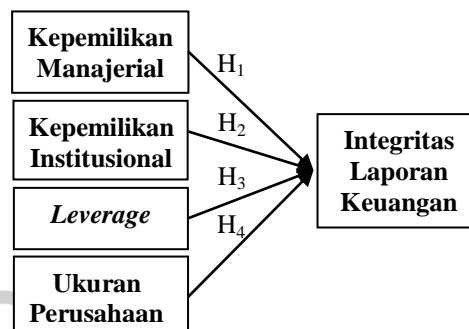 Kepemilikan
Manajerial
H1
Kepemilikan
Institusional
H2
Integritas
Laporan
Keuangan
H3
Leverage
H4
Ukuran
Perusahaan